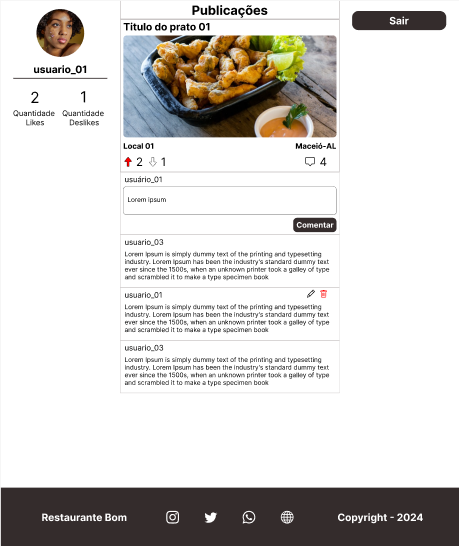 Publicações
Sair
usuario_01
2 1
Quantidade Likes
Quantidade Deslikes
Titulo do prato 01
Local 01 Maceió-AL
2 1 4
usuário_01
Lorem ipsum
Comentar
usuario_03
Lorem Ipsum is simply dummy text of the printing and typesetting
industry. Lorem Ipsum has been the industry's standard dummy text
ever since the 1500s, when an unknown printer took a galley of type
and scrambled it to make a type specimen book
usuario_01
Lorem Ipsum is simply dummy text of the printing and typesetting
industry. Lorem Ipsum has been the industry's standard dummy text
ever since the 1500s, when an unknown printer took a galley of type
and scrambled it to make a type specimen book
usuario_03
Lorem Ipsum is simply dummy text of the printing and typesetting
industry. Lorem Ipsum has been the industry's standard dummy text
ever since the 1500s, when an unknown printer took a galley of type
and scrambled it to make a type specimen book
Restaurante Bom Copyright - 2024